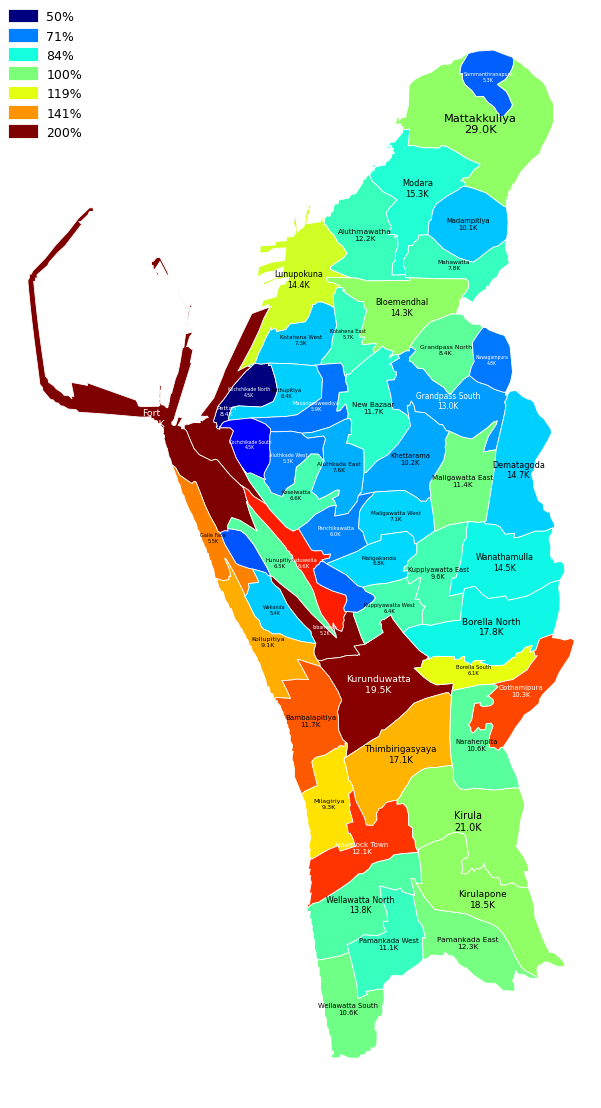 50%
71%
84%
100%
119%
141%
200%
Sammanthranapura
5.3K
Mattakkuliya
29.0K
Modara
15.3K
Madampitiya
10.1K
Aluthmawatha
12.2K
Mahawatta
7.8K
Lunupokuna
14.4K
Bloemendhal
14.3K
Kotahena East
5.7K
Kotahena West
7.3K
Grandpass North
8.4K
Nawagampura
4.8K
Kochchikade North
4.5K
6.4K
Masangasweediya
5.9K
Grandpass South
13.0K
New Bazaar
11.7K
Fort
Kochchikade South
4.5K
Aluthkade West
5.3K
Aluthkade East
7.6K
Khettarama
10.2K
Dematagoda
14.7K
Maligawatta East
11.4K
Keselwatta
6.6K
Maligawatta West
7.1K
Panchikawatta
6.0K
Galle Face
5.5K
Hunupitiya
6.5K
6.6K
Maligakanda
6.8K
Wanathamulla
14.5K
Kuppiyawatta East
9.6K
Wekanda
5.4K
Kuppiyawatta West
6.4K
5.2K
Borella North
17.8K
Kollupitiya
9.1K
Borella South
6.1K
Kurunduwatta
19.5K
Gothamipura
10.3K
Bambalapitiya
11.7K
Narahenpita
10.6K
Thimbirigasyaya
17.1K
Milagiriya
9.3K
Kirula
21.0K
Havelock Town
12.1K
Kirulapone
18.5K
Wellawatta North
13.8K
Pamankada West
11.1K
Pamankada East
12.3K
Wellawatta South
10.6K